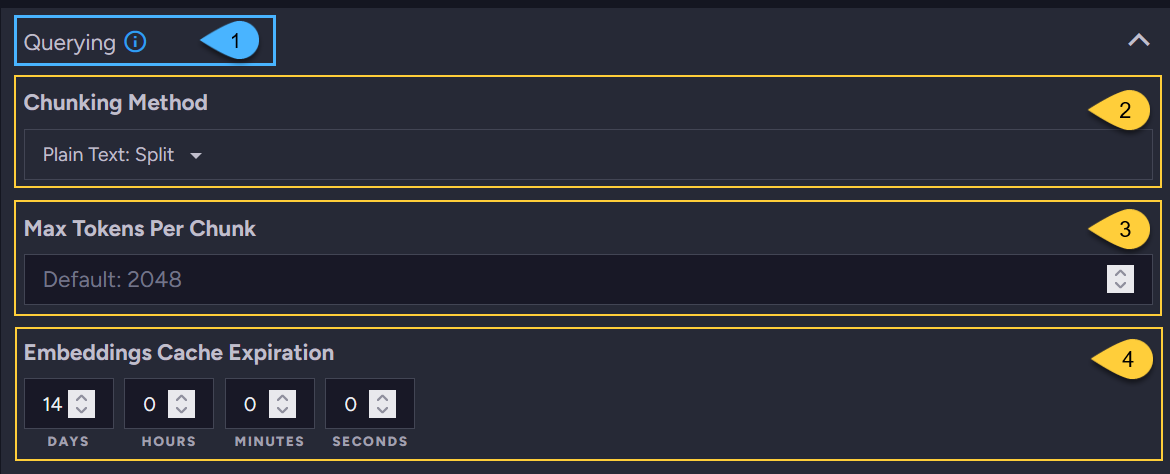 Querying 1
Chunking Method
2
Plain Text: Split
Max Tokens Per Chunk
3
Default: 2048
Embeddings Cache Expiration
4
14 0 0 0
DAYS HOURS MINUTES SECONDS